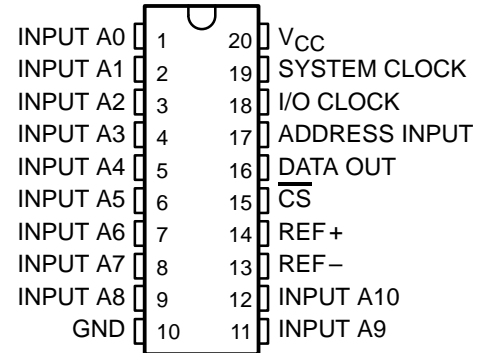 INPUT A0 1 20 VCC
INPUT A1 2 19 SYSTEM CLOCK
INPUT A2 3 18 I/O CLOCK
INPUT A3 4 17 ADDRESS INPUT
INPUT A4 5 16 DATA OUT
INPUT A5 6 15 C̅S̅
INPUT A6 7 14 REF+
INPUT A7 8 13 REF–
INPUT A8 9 12 INPUT A10
GND 10 11 INPUT A9